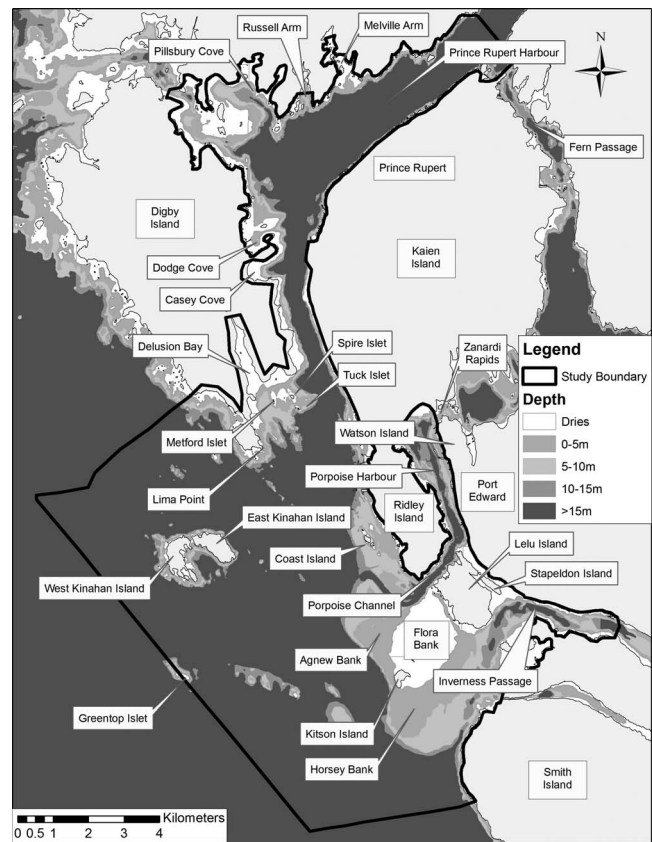 Russell Arm
Melville Arm
Pillsbury Cove
Prince Rupert Harbour
N
Fern Passage
Prince Rupert
Digby
Island
Kaien
Island
Dodge Cove
Casey Cove
Delusion Bay
Spire Islet
Zanardi
Rapids
Tuck Islet
Legend
Study Boundary
Depth
Dries
0-5m
5-10m
10-15m
>15m
Metford Islet
Watson Island
Porpoise Harbour
Lima Point
Ridley
Island
Port
Edward
East Kinahan Island
Coast Island
Lelu Island
Stapeldon Island
West Kinahan Island
Porpoise Channel
Flora
Bank
Agnew Bank
Inverness Passage
Greentop Islet
Kitson Island
Horsey Bank
Smith
Island
Kilometers
0 0.5 1 2 3 4